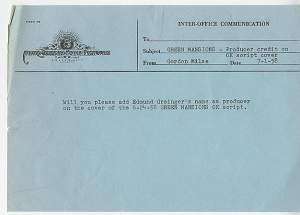 INTER-OFFICE COMMUNICATION
To
Subject GREEN MANSIONS - Producer credit on
OK script cover
From Gordon Date 7-1-58
Will you please add Edmund Grainger's name as producer
on the cover of the 6-24-58 GREEN MANSIONS OK script.